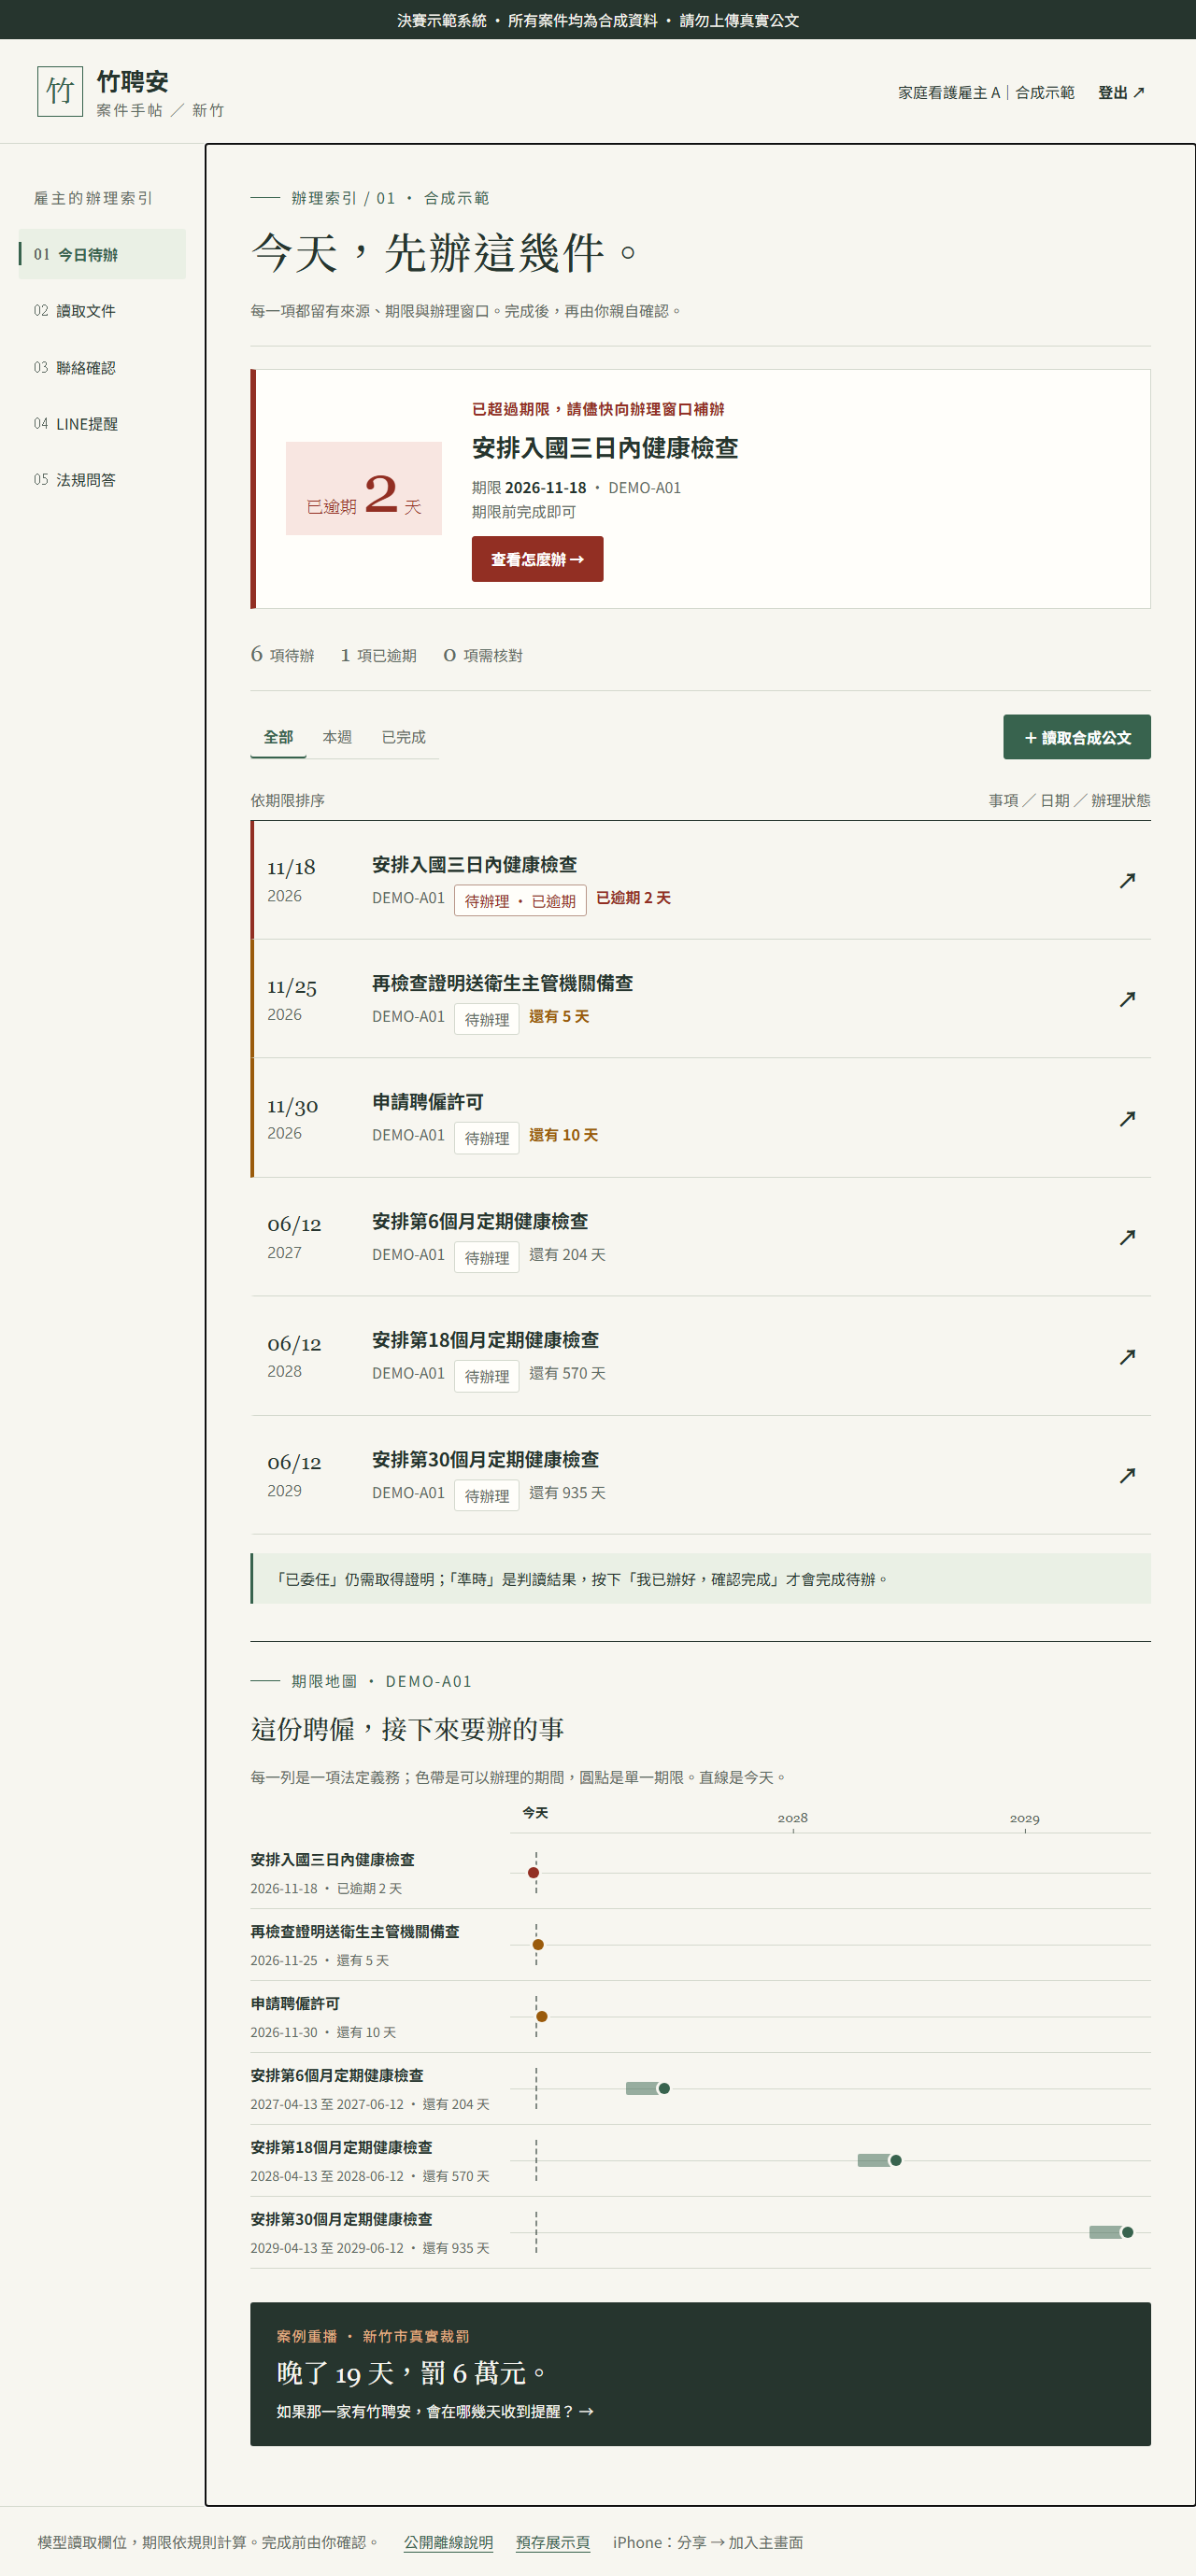 決賽示範系統 • 所有案件均為合成資料 • 請勿上傳真實公文
竹
竹聘安
案件手帖 ／ 新竹
家庭看護雇主 A｜合成示範
登出 ↗
雇主的辦理索引
01 今日待辦
02 讀取文件
03 聯絡確認
04 LINE提醒
05 法規問答
辦理索引 / 01 • 合成示範
今天，先辦這幾件。
每一項都留有來源、期限與辦理窗口。完成後，再由你親自確認。
已超過期限，請儘快向辦理窗口補辦
安排入國三日內健康檢查
已逾期 2 天
期限 2026-11-18 • DEMO-A01
期限前完成即可
查看怎麼辦 →
6 項待辦 1 項已逾期 0 項需核對
全部 本週 已完成
＋ 讀取合成公文
依期限排序
事項 ／ 日期 ／ 辦理狀態
11/18
2026
安排入國三日內健康檢查
DEMO-A01 待辦理 • 已逾期 已逾期 2 天
↗
11/25
2026
再檢查證明送衛生主管機關備查
DEMO-A01 待辦理 還有 5 天
↗
11/30
2026
申請聘僱許可
DEMO-A01 待辦理 還有 10 天
↗
06/12
2027
安排第6個月定期健康檢查
DEMO-A01 待辦理 還有 204 天
↗
06/12
2028
安排第18個月定期健康檢查
DEMO-A01 待辦理 還有 570 天
↗
06/12
2029
安排第30個月定期健康檢查
DEMO-A01 待辦理 還有 935 天
↗
「已委任」仍需取得證明；「準時」是判讀結果，按下「我已辦好，確認完成」才會完成待辦。
期限地圖 • DEMO-A01
這份聘僱，接下來要辦的事
每一列是一項法定義務；色帶是可以辦理的期間，圓點是單一期限。直線是今天。
今天 2028 2029
安排入國三日內健康檢查
2026-11-18 • 已逾期 2 天
再檢查證明送衛生主管機關備查
2026-11-25 • 還有 5 天
申請聘僱許可
2026-11-30 • 還有 10 天
安排第6個月定期健康檢查
2027-04-13 至 2027-06-12 • 還有 204 天
安排第18個月定期健康檢查
2028-04-13 至 2028-06-12 • 還有 570 天
安排第30個月定期健康檢查
2029-04-13 至 2029-06-12 • 還有 935 天
案例重播 • 新竹市真實裁罰
晚了 19 天，罰 6 萬元。
如果那一家有竹聘安，會在哪幾天收到提醒？ →
模型讀取欄位，期限依規則計算。完成前由你確認。 公開離線說明 預存展示頁 iPhone：分享 → 加入主畫面